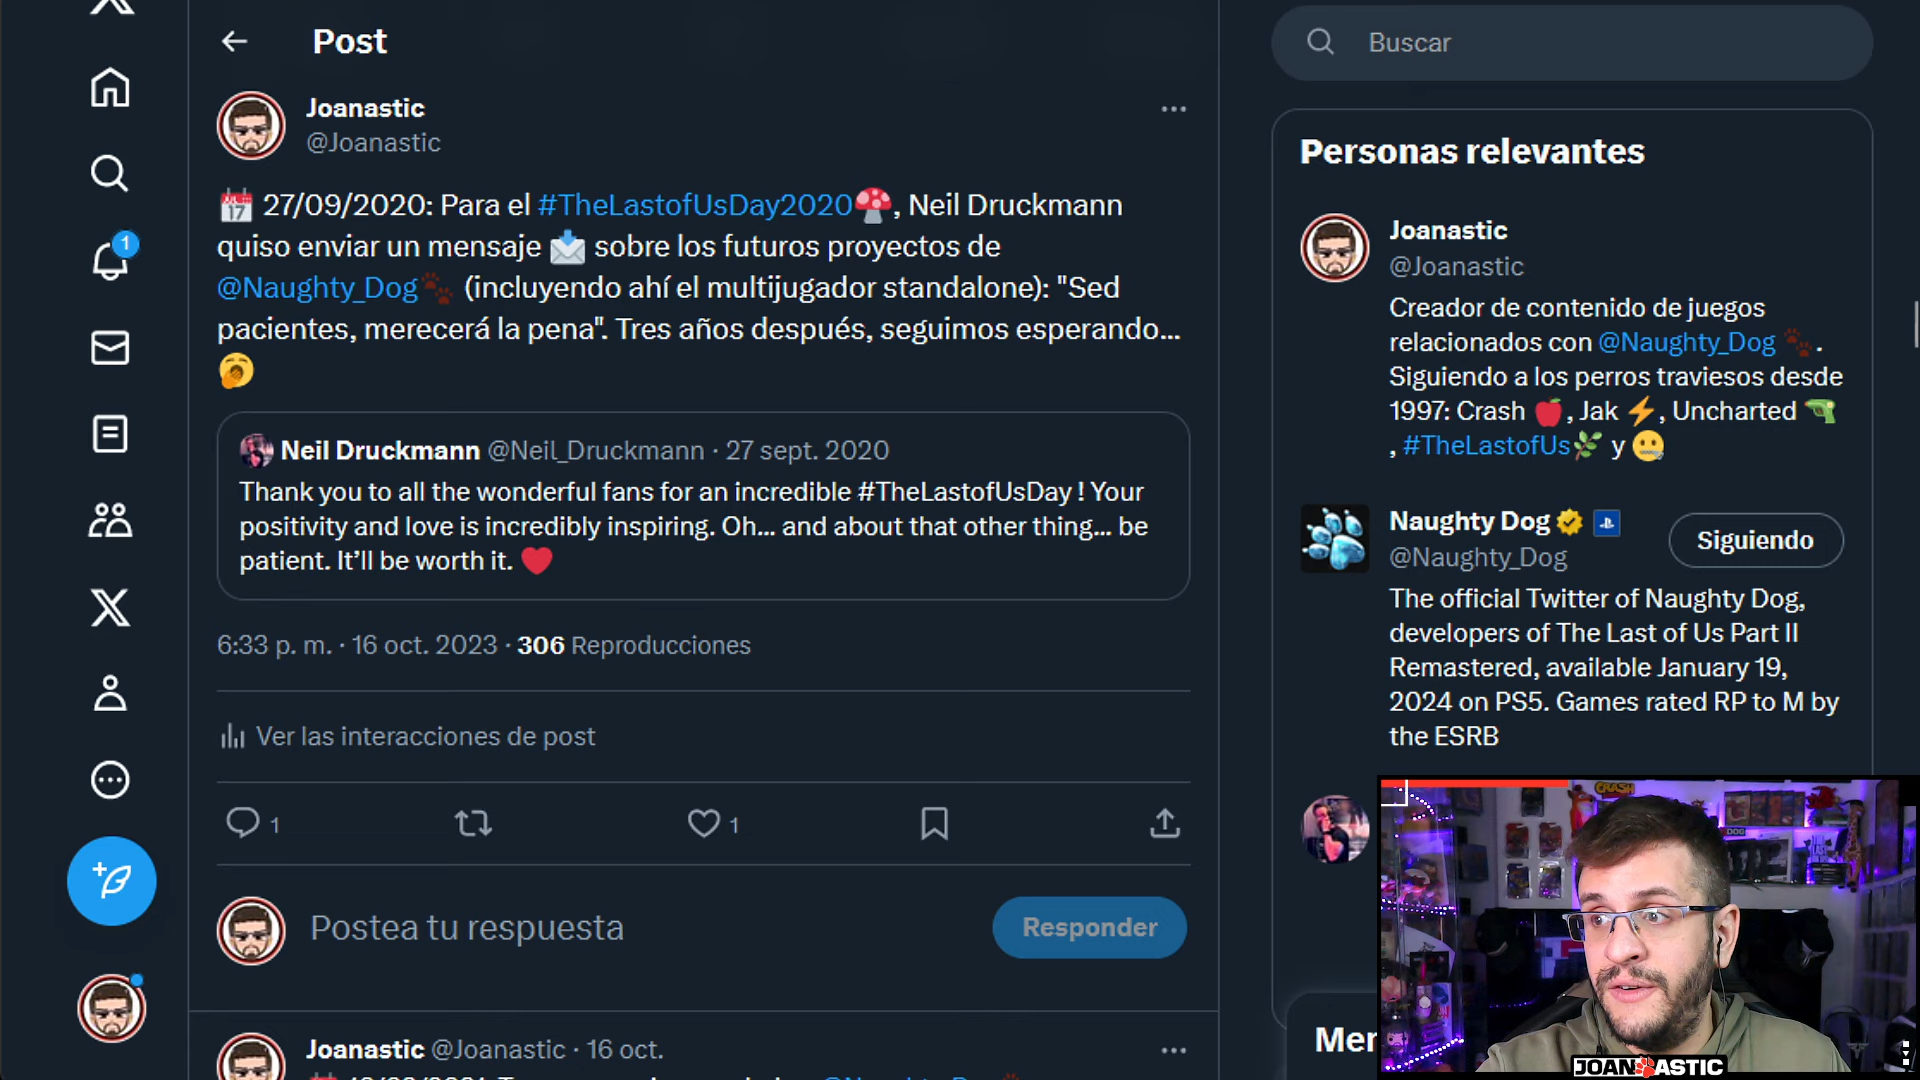 Post
Joanastic
@Joanastic
27/09/2020: Para el #TheLastofUsDay2020🍄, Neil Druckmann
quiso enviar un mensaje 📩 sobre los futuros proyectos de
@Naughty_Dog🐾 (incluyendo ahí el multijugador standalone): "Sed
pacientes, merecerá la pena". Tres años después, seguimos esperando...
🥱
Neil Druckmann @Neil_Druckmann · 27 sept. 2020
Thank you to all the wonderful fans for an incredible #TheLastofUsDay ! Your
positivity and love is incredibly inspiring. Oh... and about that other thing... be
patient. It’ll be worth it. ❤️
6:33 p. m. · 16 oct. 2023 · 306 Reproducciones
Ver las interacciones de post
1
1
Postea tu respuesta
Responder
Joanastic @Joanastic · 16 oct.
1
Buscar
Personas relevantes
Joanastic
@Joanastic
Creador de contenido de juegos
relacionados con @Naughty_Dog 🐾.
Siguiendo a los perros traviesos desde
1997: Crash 🍎, Jak ⚡, Uncharted 🔫
, #TheLastofUs🌿 y 🤐
Naughty Dog
@Naughty_Dog
Siguiendo
The official Twitter of Naughty Dog,
developers of The Last of Us Part II
Remastered, available January 19,
2024 on PS5. Games rated RP to M by
the ESRB
Mer
CRASH
DOG
JOANASTIC